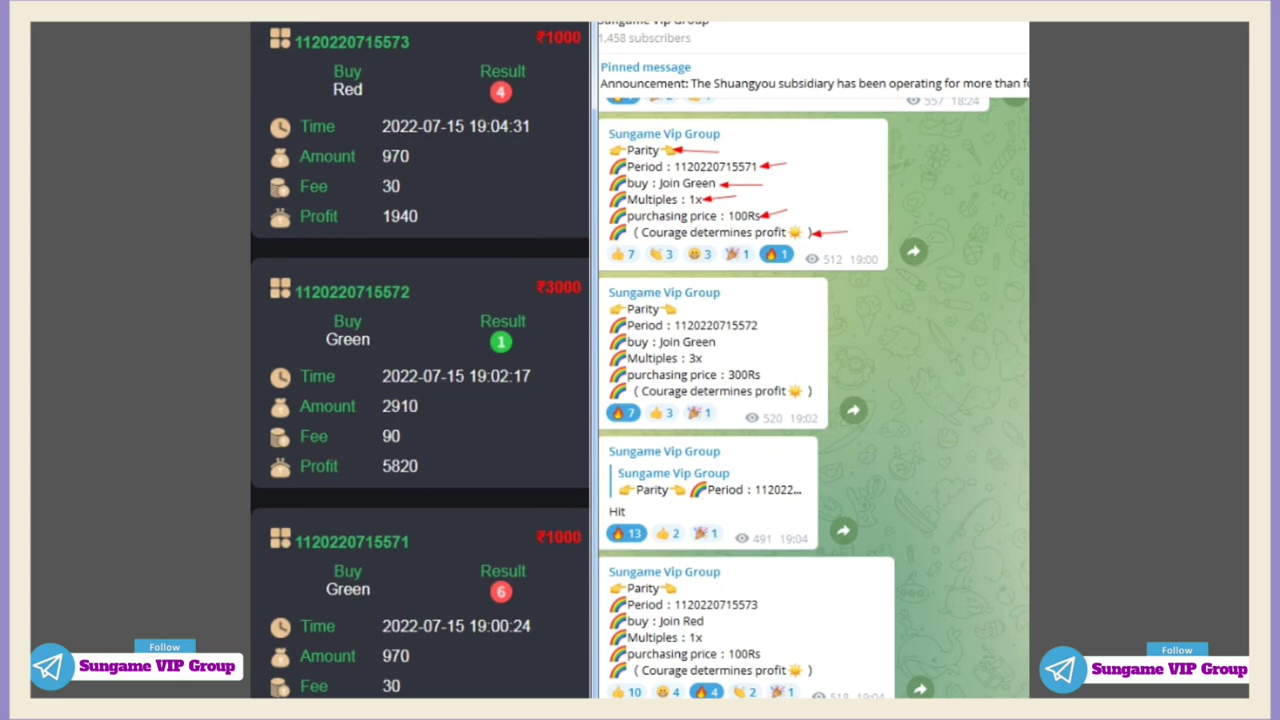 1120220715573
₹1000
Buy
Result
Red
4
Time 2022-07-15 19:04:31
Amount 970
Fee 30
Profit 1940
1120220715572
₹3000
Buy
Result
Green
1
Time 2022-07-15 19:02:17
Amount 2910
Fee 90
Profit 5820
1120220715571
₹1000
Buy
Result
Green
6
Time 2022-07-15 19:00:24
Amount 970
Fee 30
Sungame Vip Group
1,458 subscribers
Pinned message
Announcement: The Shuangyou subsidiary has been operating for more than fo
557 18:24
Sungame Vip Group
👉Parity👈
🌈Period : 1120220715571
🌈buy : Join Green
🌈Multiples : 1x
🌈purchasing price : 100Rs
🌈 ( Courage determines profit☀️ )
👍7 👏3 😀3 🎉1 🔥1 512 19:00
Sungame Vip Group
👉Parity👈
🌈Period : 1120220715572
🌈buy : Join Green
🌈Multiples : 3x
🌈purchasing price : 300Rs
🌈 ( Courage determines profit☀️ )
🔥7 👍3 🎉1 520 19:02
Sungame Vip Group
Sungame Vip Group
👉Parity👈 🌈Period : 112022...
Hit
🔥13 👍2 🎉1 491 19:04
Sungame Vip Group
👉Parity👈
🌈Period : 1120220715573
🌈buy : Join Red
🌈Multiples : 1x
🌈purchasing price : 100Rs
🌈 ( Courage determines profit☀️ )
👍10 😀4 🔥4 👏2 🎉1 518 19:04
Follow
Sungame VIP Group
Follow
Sungame VIP Group